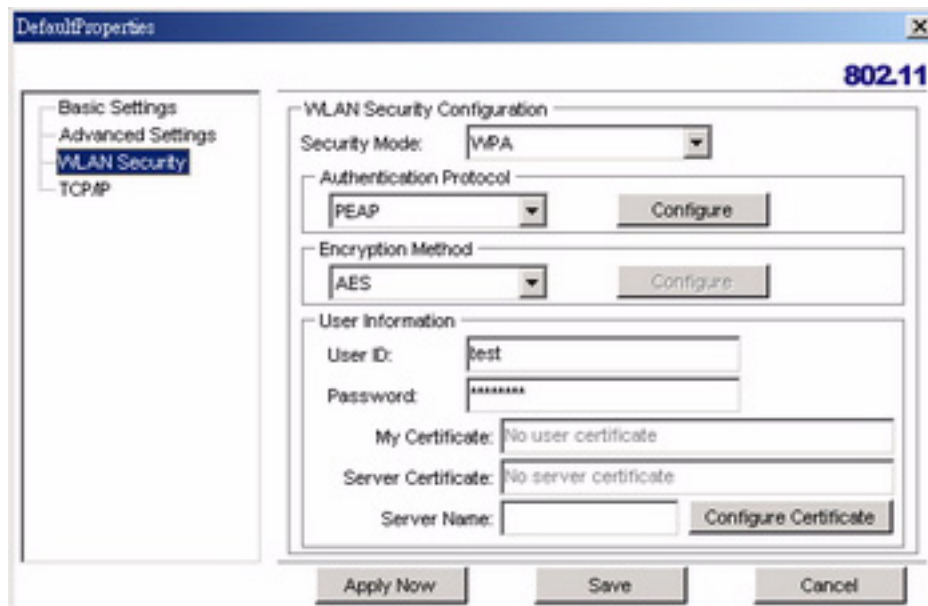 DefaultProperties
802.11
Basic Settings
Advanced Settings
WLAN Security
TCP/IP
WLAN Security Configuration
Security Mode: WPA
Authentication Protocol
PEAP Configure
Encryption Method
AES Configure
User Information
User ID: test
Password: ********
My Certificate: No user certificate
Server Certificate: No server certificate
Server Name: Configure Certificate
Apply Now Save Cancel